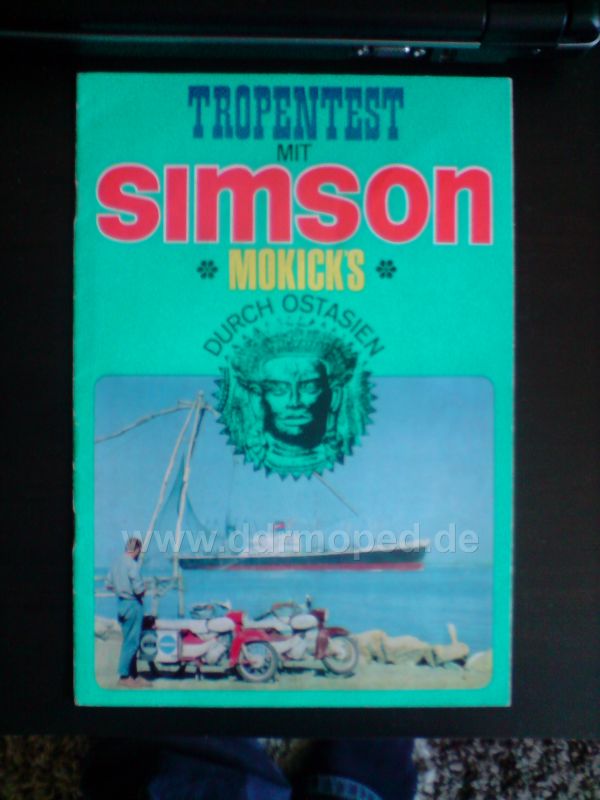 TROPENTEST
MIT
SIMSON
* MOKICK'S *
DURCH OSTASIEN
www.ddrmoped.de